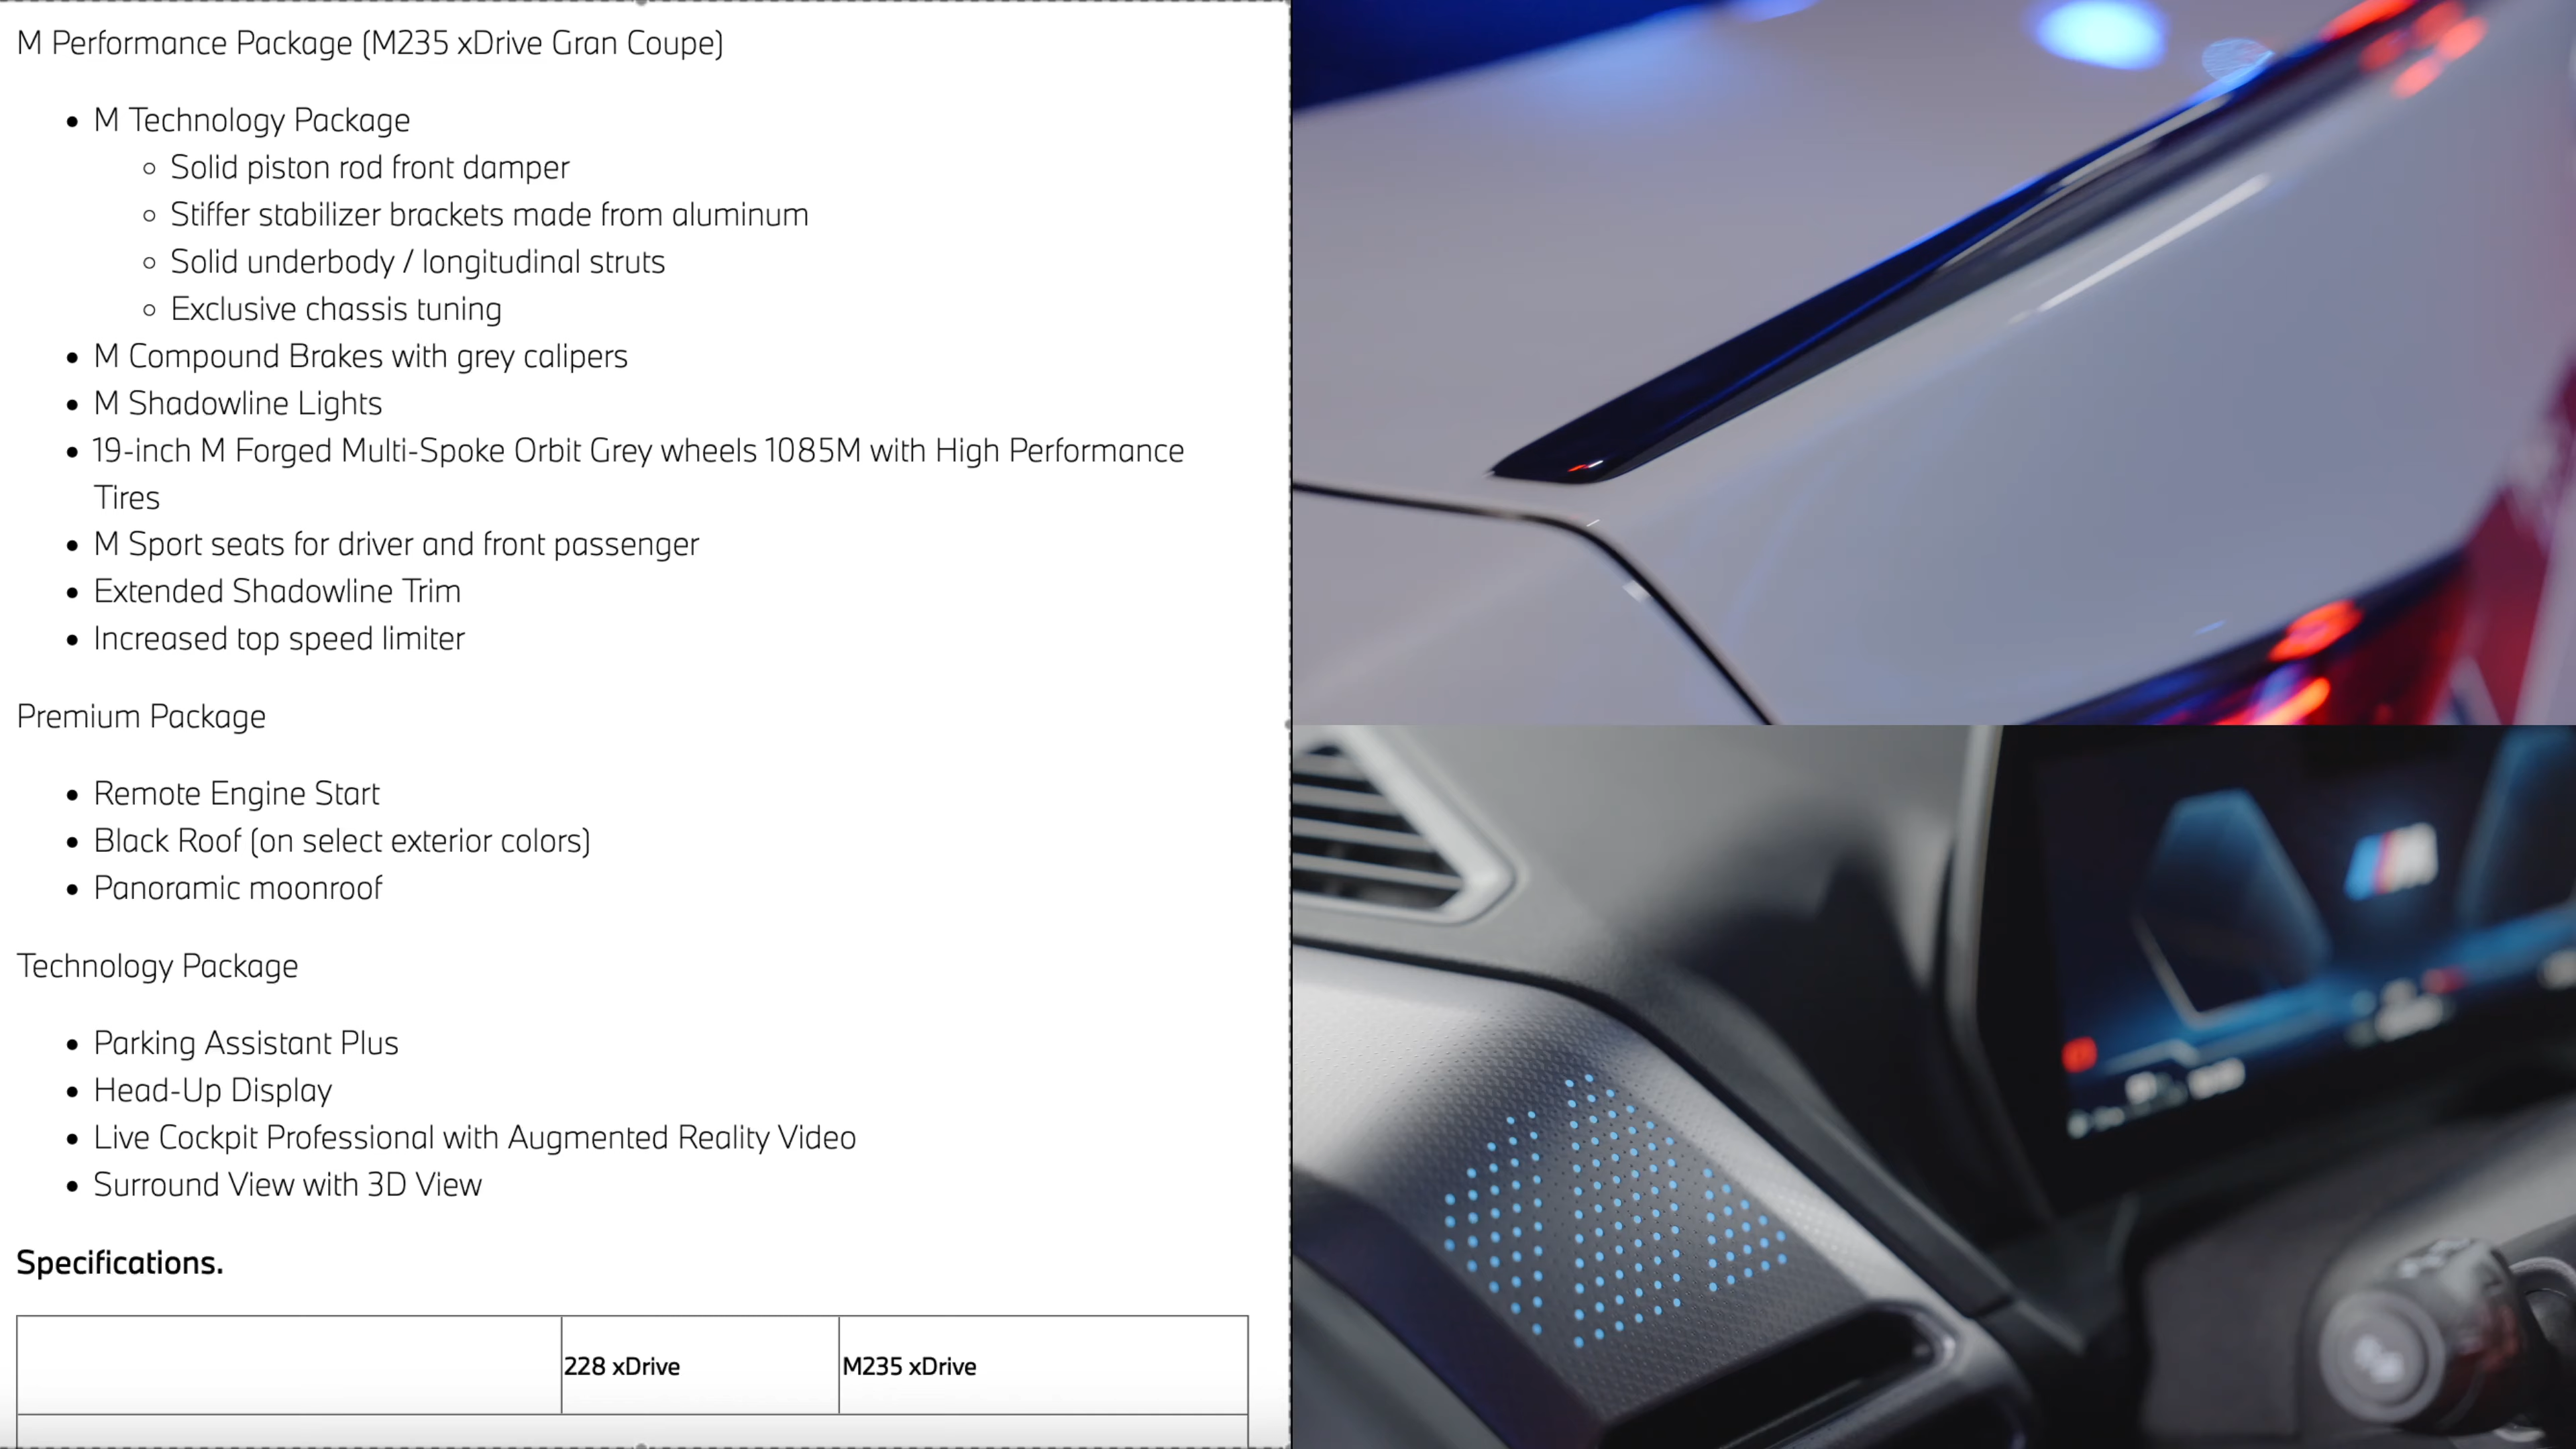 M Performance Package (M235 xDrive Gran Coupe)
M Technology Package
Solid piston rod front damper
Stiffer stabilizer brackets made from aluminum
Solid underbody / longitudinal struts
Exclusive chassis tuning
M Compound Brakes with grey calipers
M Shadowline Lights
19-inch M Forged Multi-Spoke Orbit Grey wheels 1085M with High Performance
Tires
M Sport seats for driver and front passenger
Extended Shadowline Trim
Increased top speed limiter
Premium Package
Remote Engine Start
Black Roof (on select exterior colors)
Panoramic moonroof
Technology Package
Parking Assistant Plus
Head-Up Display
Live Cockpit Professional with Augmented Reality Video
Surround View with 3D View
Specifications.
228 xDrive
M235 xDrive
M